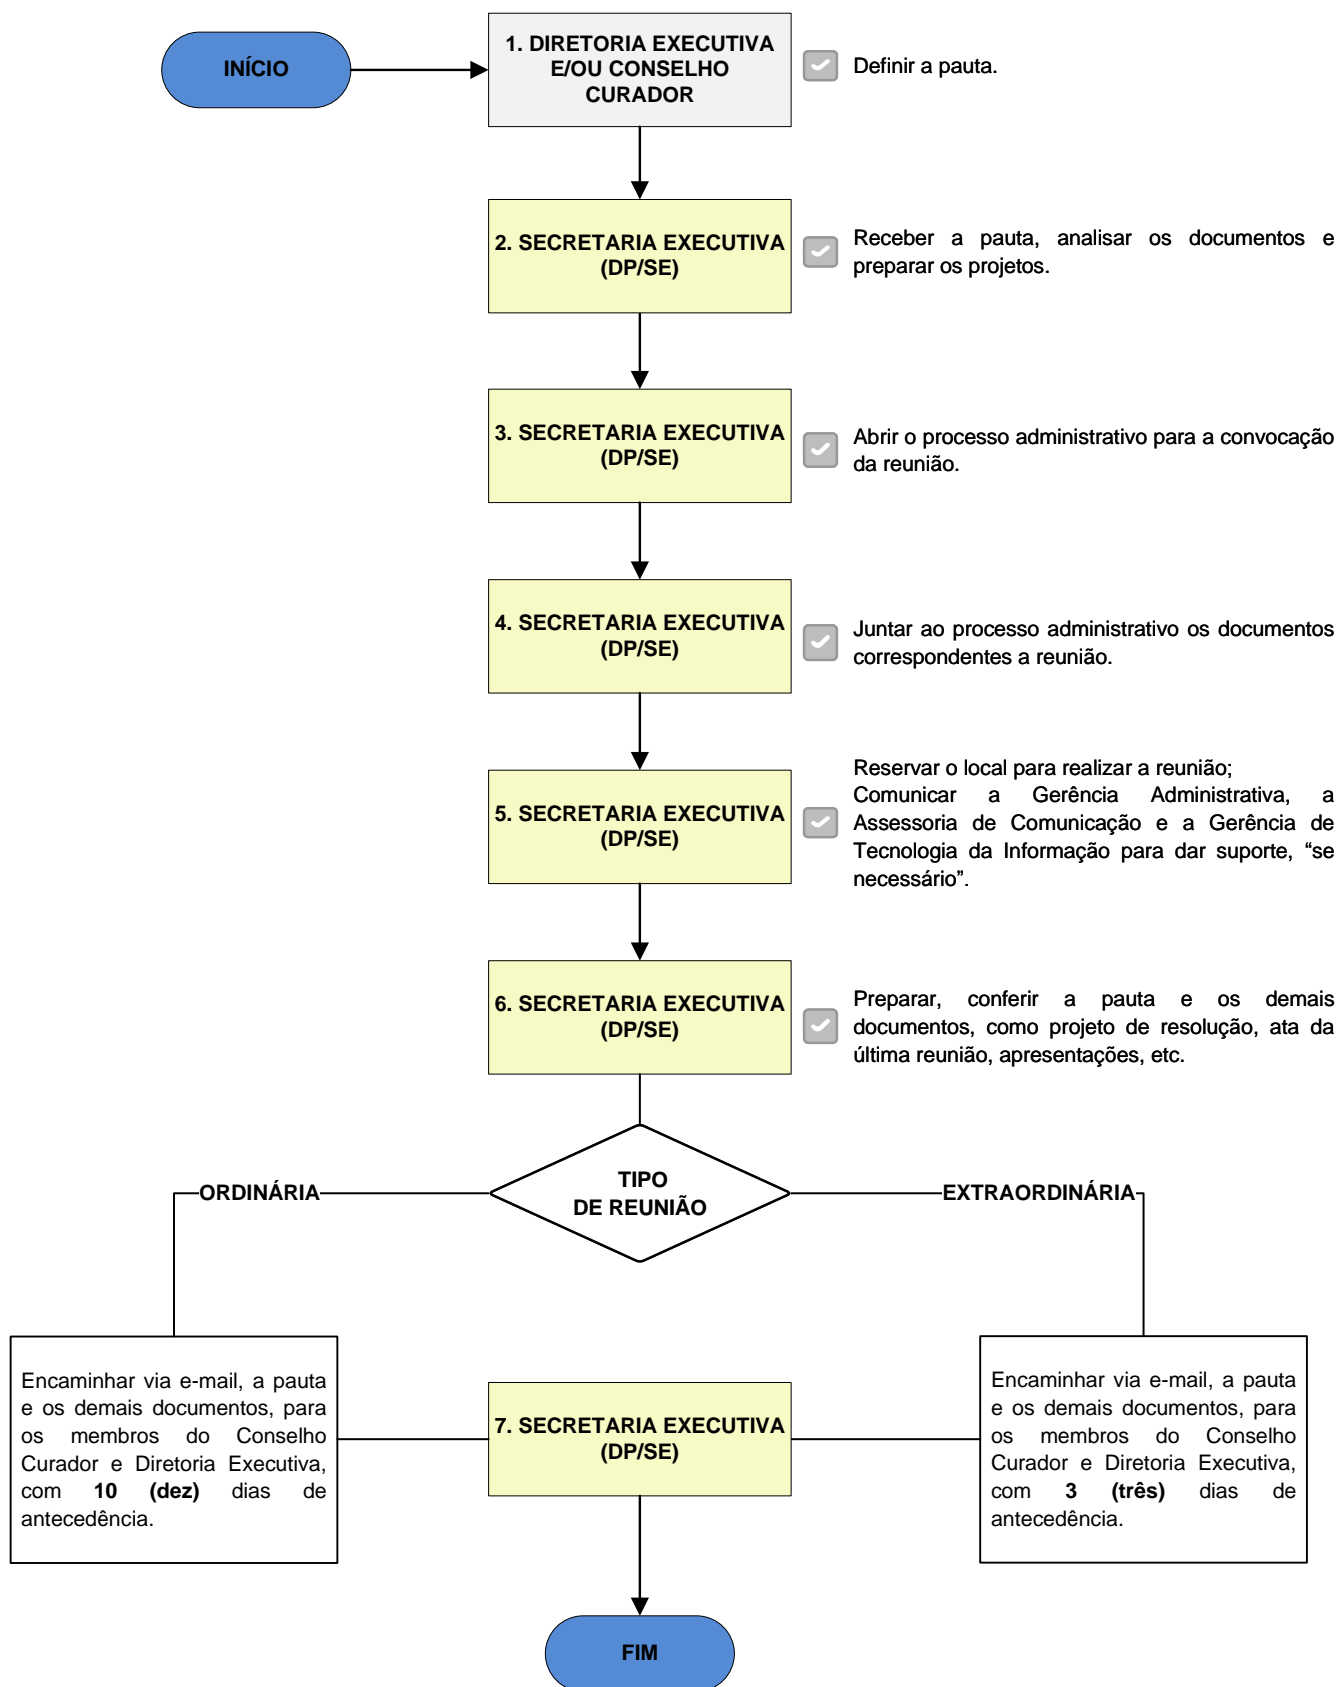 INÍCIO
1. DIRETORIA EXECUTIVA
E/OU CONSELHO
CURADOR
Definir a pauta.
2. SECRETARIA EXECUTIVA
(DP/SE)
Receber a pauta, analisar os documentos e
preparar os projetos.
3. SECRETARIA EXECUTIVA
(DP/SE)
Abrir o processo administrativo para a convocação
da reunião.
4. SECRETARIA EXECUTIVA
(DP/SE)
Juntar ao processo administrativo os documentos
correspondentes a reunião.
5. SECRETARIA EXECUTIVA
(DP/SE)
Reservar o local para realizar a reunião;
Comunicar a Gerência Administrativa, a
Assessoria de Comunicação e a Gerência de
Tecnologia da Informação para dar suporte, “se
necessário”.
6. SECRETARIA EXECUTIVA
(DP/SE)
Preparar, conferir a pauta e os demais
documentos, como projeto de resolução, ata da
última reunião, apresentações, etc.
TIPO
DE REUNIÃO
ORDINÁRIA
EXTRAORDINÁRIA
Encaminhar via e-mail, a pauta
e os demais documentos, para
os membros do Conselho
Curador e Diretoria Executiva,
com 10 (dez) dias de
antecedência.
7. SECRETARIA EXECUTIVA
(DP/SE)
Encaminhar via e-mail, a pauta
e os demais documentos, para
os membros do Conselho
Curador e Diretoria Executiva,
com 3 (três) dias de
antecedência.
FIM